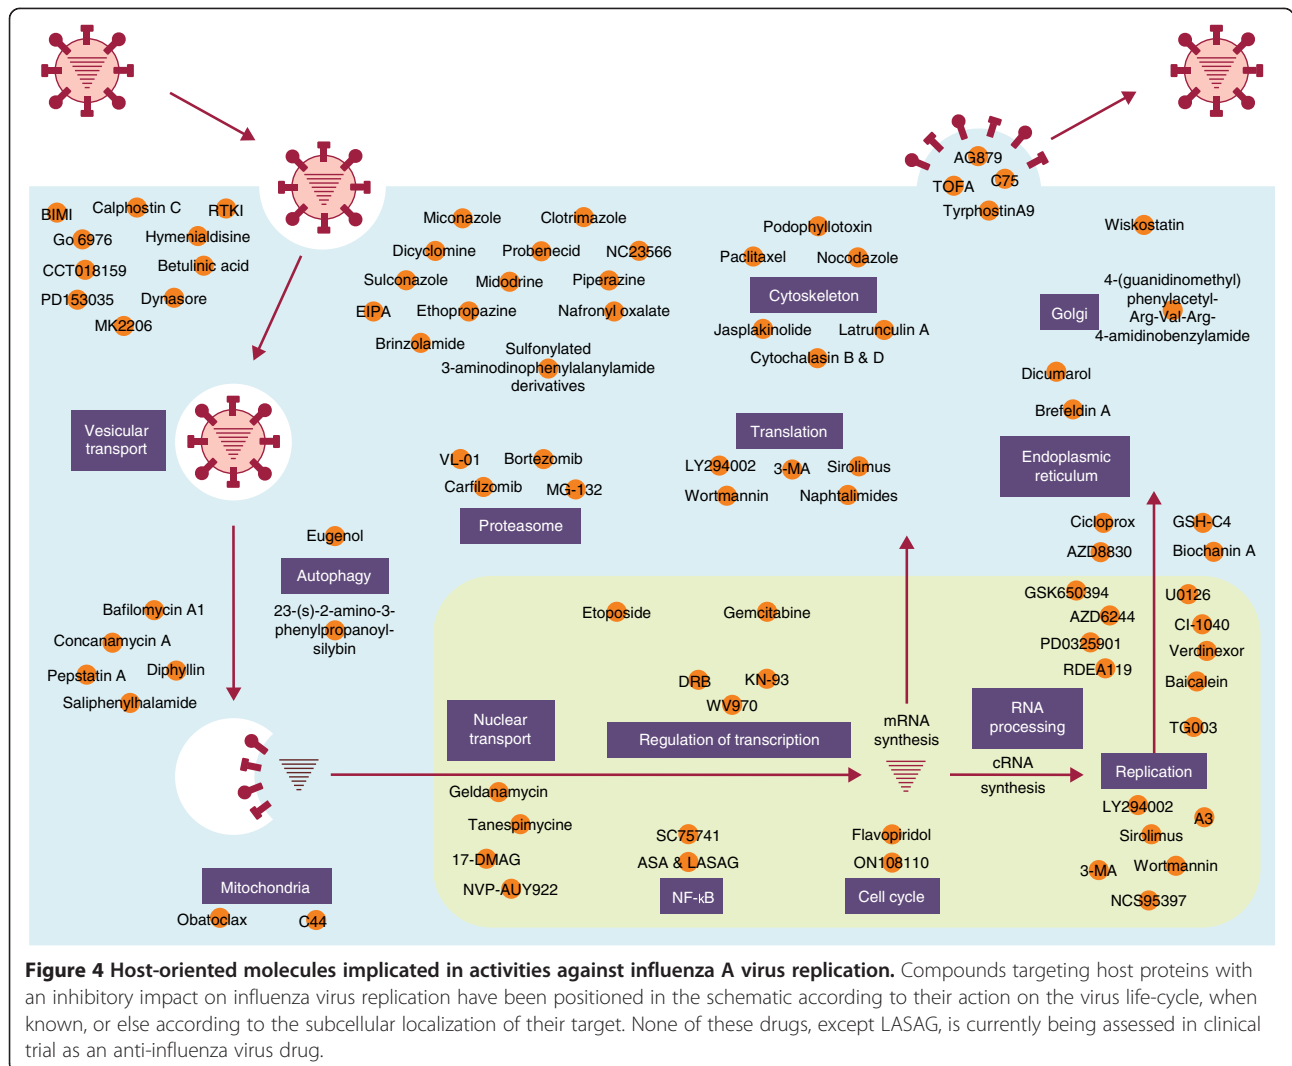 AG879
TOFA
C75
TyrphostinA9
BIMI
Calphostin C
RTKI
Go 6976
Hymenialdisine
CCT018159
Betulinic acid
PD153035
Dynasore
MK2206
Miconazole
Clotrimazole
Dicyclomine
Probenecid
NC23566
Sulconazole
Midodrine
Piperazine
EIPA
Ethopropazine
Nafronyl oxalate
Brinzolamide
Sulfonylated
3-aminodinophenylalanylamide
derivatives
Podophyllotoxin
Paclitaxel
Nocodazole
Cytoskeleton
Jasplakinolide
Latrunculin A
Cytochalasin B & D
Wiskostatin
4-(guanidinomethyl)
phenylacetyl-
Arg-Val-Arg-
4-amidinobenzylamide
Golgi
Dicumarol
Brefeldin A
Vesicular
transport
VL-01
Bortezomib
Carfilzomib
MG-132
Proteasome
Translation
LY294002
3-MA
Sirolimus
Wortmannin
Naphtalimides
Endoplasmic
reticulum
Eugenol
Autophagy
23-(s)-2-amino-3-
phenylpropanoyl-
silybin
Cicloprox
GSH-C4
AZD8830
Biochanin A
GSK650394
U0126
AZD6244
CI-1040
PD0325901
Verdinexor
RDEA119
Baicalein
TG003
Bafilomycin A1
Concanamycin A
Pepstatin A
Diphyllin
Saliphenylhalamide
Etoposide
Gemcitabine
DRB
KN-93
WV970
Nuclear
transport
Regulation of transcription
mRNA
synthesis
RNA
processing
cRNA
synthesis
Replication
Geldanamycin
Tanespimycine
17-DMAG
NVP-AUY922
SC75741
ASA & LASAG
NF-κB
Flavopiridol
ON108110
Cell cycle
LY294002
A3
Sirolimus
3-MA
Wortmannin
NCS95397
Mitochondria
Obatoclax
C44
Figure 4 Host-oriented molecules implicated in activities against influenza A virus replication. Compounds targeting host proteins with
an inhibitory impact on influenza virus replication have been positioned in the schematic according to their action on the virus life-cycle, when
known, or else according to the subcellular localization of their target. None of these drugs, except LASAG, is currently being assessed in clinical
trial as an anti-influenza virus drug.